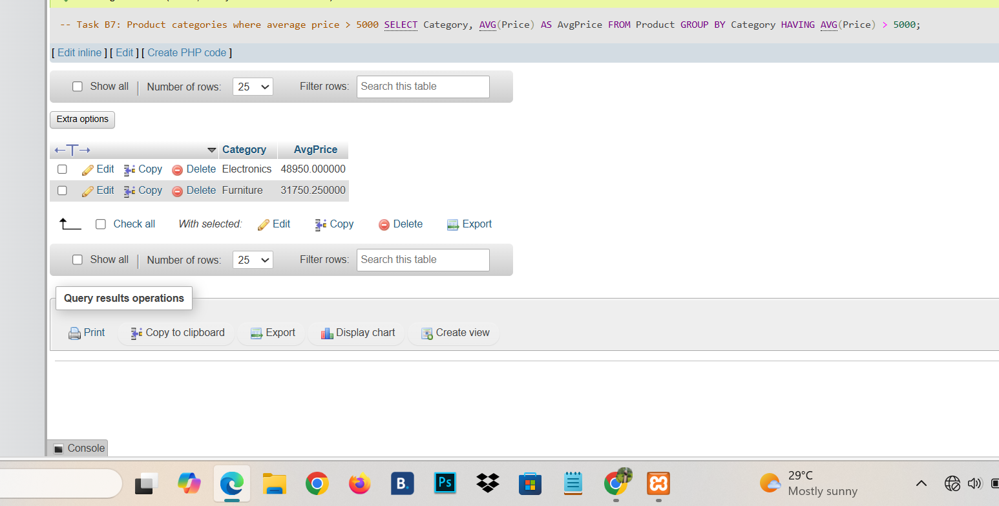 -- Task B7: Product categories where average price > 5000 SELECT Category, AVG(Price) AS AvgPrice FROM Product GROUP BY Category HAVING AVG(Price) > 5000;
[ Edit inline ] [ Edit ] [ Create PHP code ]
Show all | Number of rows: 25 Filter rows: Search this table
Extra options
←T→ Category AvgPrice
Edit Copy Delete Electronics 48950.000000
Edit Copy Delete Furniture 31750.250000
Check all With selected: Edit Copy Delete Export
Show all | Number of rows: 25 Filter rows: Search this table
Query results operations
Print Copy to clipboard Export Display chart Create view
Console
B. Ps
29°C
Mostly sunny